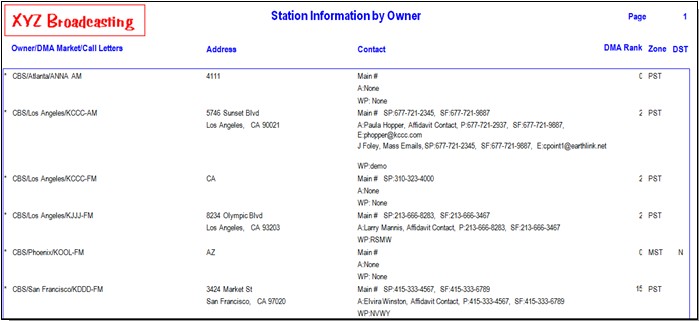 XYZ Broadcasting
Station Information by Owner
Page 1
Owner/DMA Market/Call Letters Address Contact DMA Rank Zone DST
* CBS/Atlanta/ANNA AM 4111 Main # 0 PST
A:None
WP: None
* CBS/Los Angeles/KCCC-AM 5746 Sunset Blvd Main # SP:677-721-2345, SF:677-721-9887 2 PST
Los Angeles, CA 90021 A:Paula Hopper, Affidavit Contact, P:677-721-2937, SF:677-721-9887,
E:phopper@kccc.com
J Foley, Mass Emails, SP:677-721-2345, SF:677-721-9887, E:cpoint1@earthlink.net
WP:demo
* CBS/Los Angeles/KCCC-FM CA Main # SP:310-323-4000 2 PST
A:None
WP: None
* CBS/Los Angeles/KJJJ-FM 8234 Olympic Blvd Main # SP:213-666-8283, SF:213-666-3467 2 PST
Los Angeles, CA 93203 A:Larry Mannis, Affidavit Contact, P:213-666-8283, SF:213-666-3467
WP:RSMW
* CBS/Phoenix/KOOL-FM AZ Main # 0 MST N
A:None
WP: None
* CBS/San Francisco/KDDD-FM 3424 Market St Main # SP:415-333-4567, SF:415-333-6789 15 PST
San Francisco, CA 97020 A:Elvira Winston, Affidavit Contact, P:415-333-4567, SF:415-333-6789
WP:NVWY